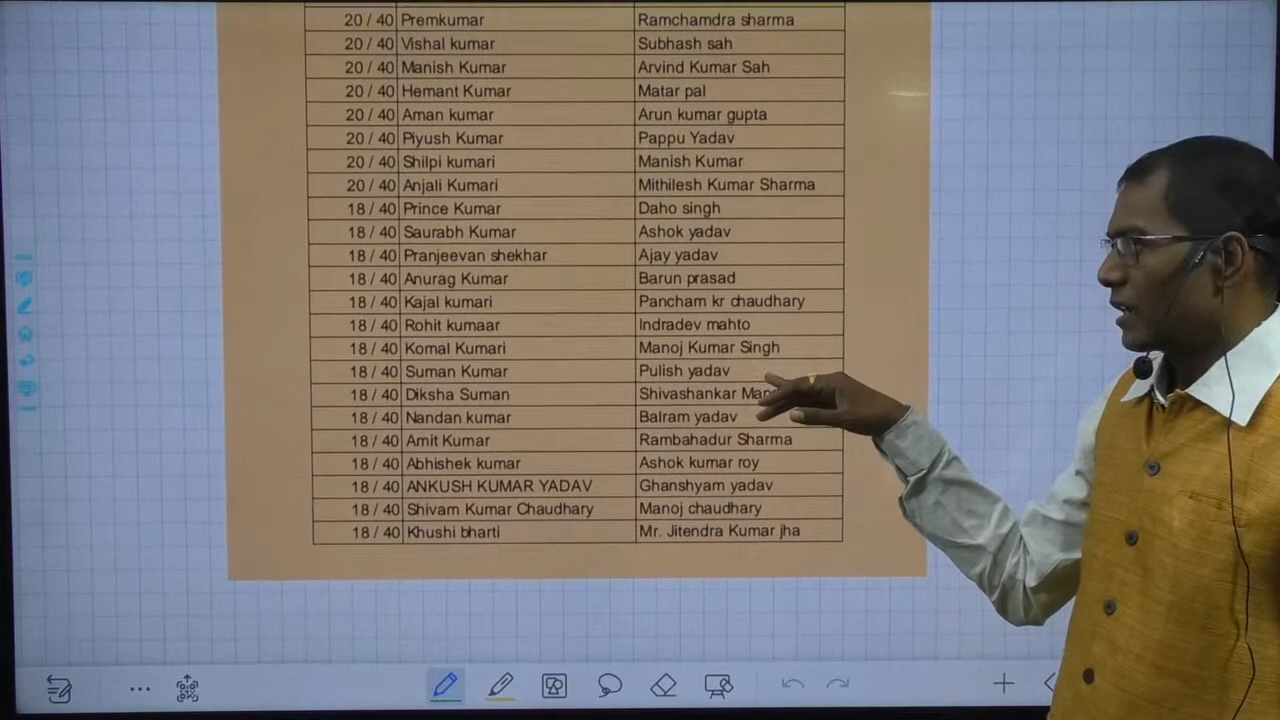 20 / 40 Premkumar Ramchamdra sharma
20 / 40 Vishal kumar Subhash sah
20 / 40 Manish Kumar Arvind Kumar Sah
20 / 40 Hemant Kumar Matar pal
20 / 40 Aman kumar Arun kumar gupta
20 / 40 Piyush Kumar Pappu Yadav
20 / 40 Shilpi kumari Manish Kumar
20 / 40 Anjali Kumari Mithilesh Kumar Sharma
18 / 40 Prince Kumar Daho singh
18 / 40 Saurabh Kumar Ashok yadav
18 / 40 Pranjeevan shekhar Ajay yadav
18 / 40 Anurag Kumar Barun prasad
18 / 40 Kajal kumari Pancham kr chaudhary
18 / 40 Rohit kumaar Indradev mahto
18 / 40 Komal Kumari Manoj Kumar Singh
18 / 40 Suman Kumar Pulish yadav
18 / 40 Diksha Suman Shivashankar
18 / 40 Nandan kumar Balram yadav
18 / 40 Amit Kumar Rambahadur Sharma
18 / 40 Abhishek kumar Ashok kumar roy
18 / 40 ANKUSH KUMAR YADAV Ghanshyam yadav
18 / 40 Shivam Kumar Chaudhary Manoj chaudhary
18 / 40 Khushi bharti Mr. Jitendra Kumar jha